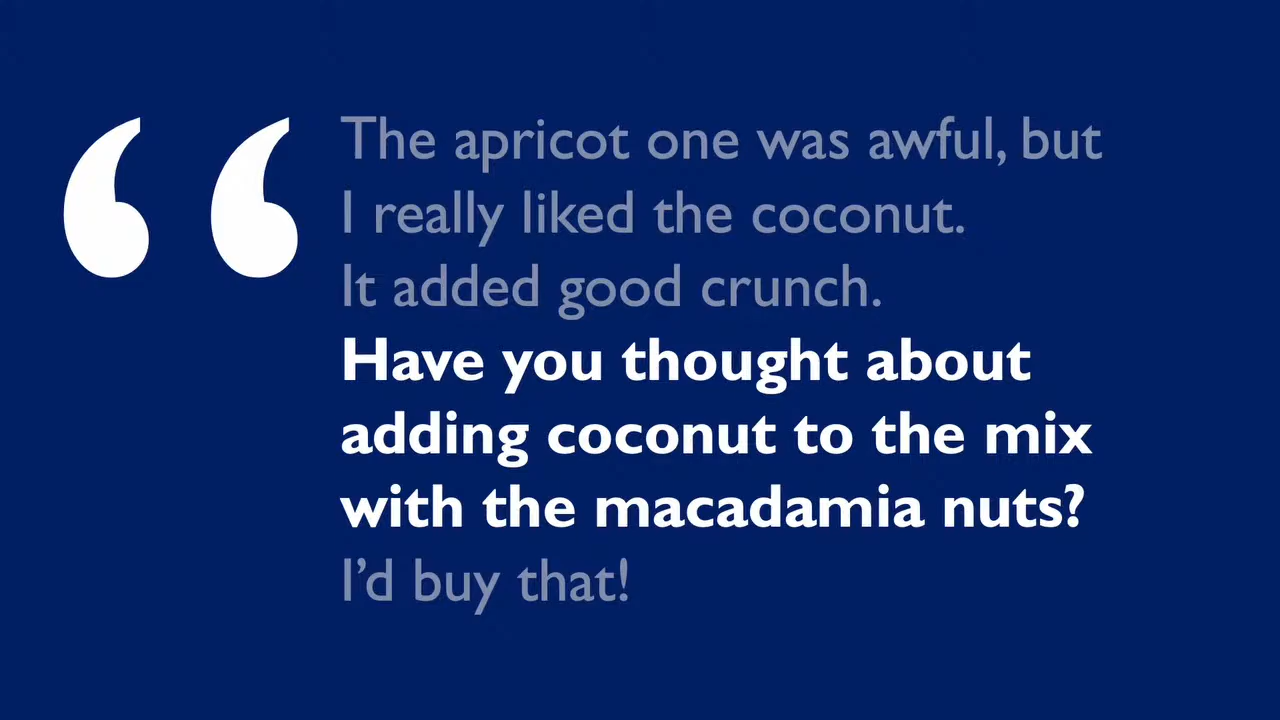 “
The apricot one was awful, but
I really liked the coconut.
It added good crunch.
Have you thought about
adding coconut to the mix
with the macadamia nuts?
I’d buy that!